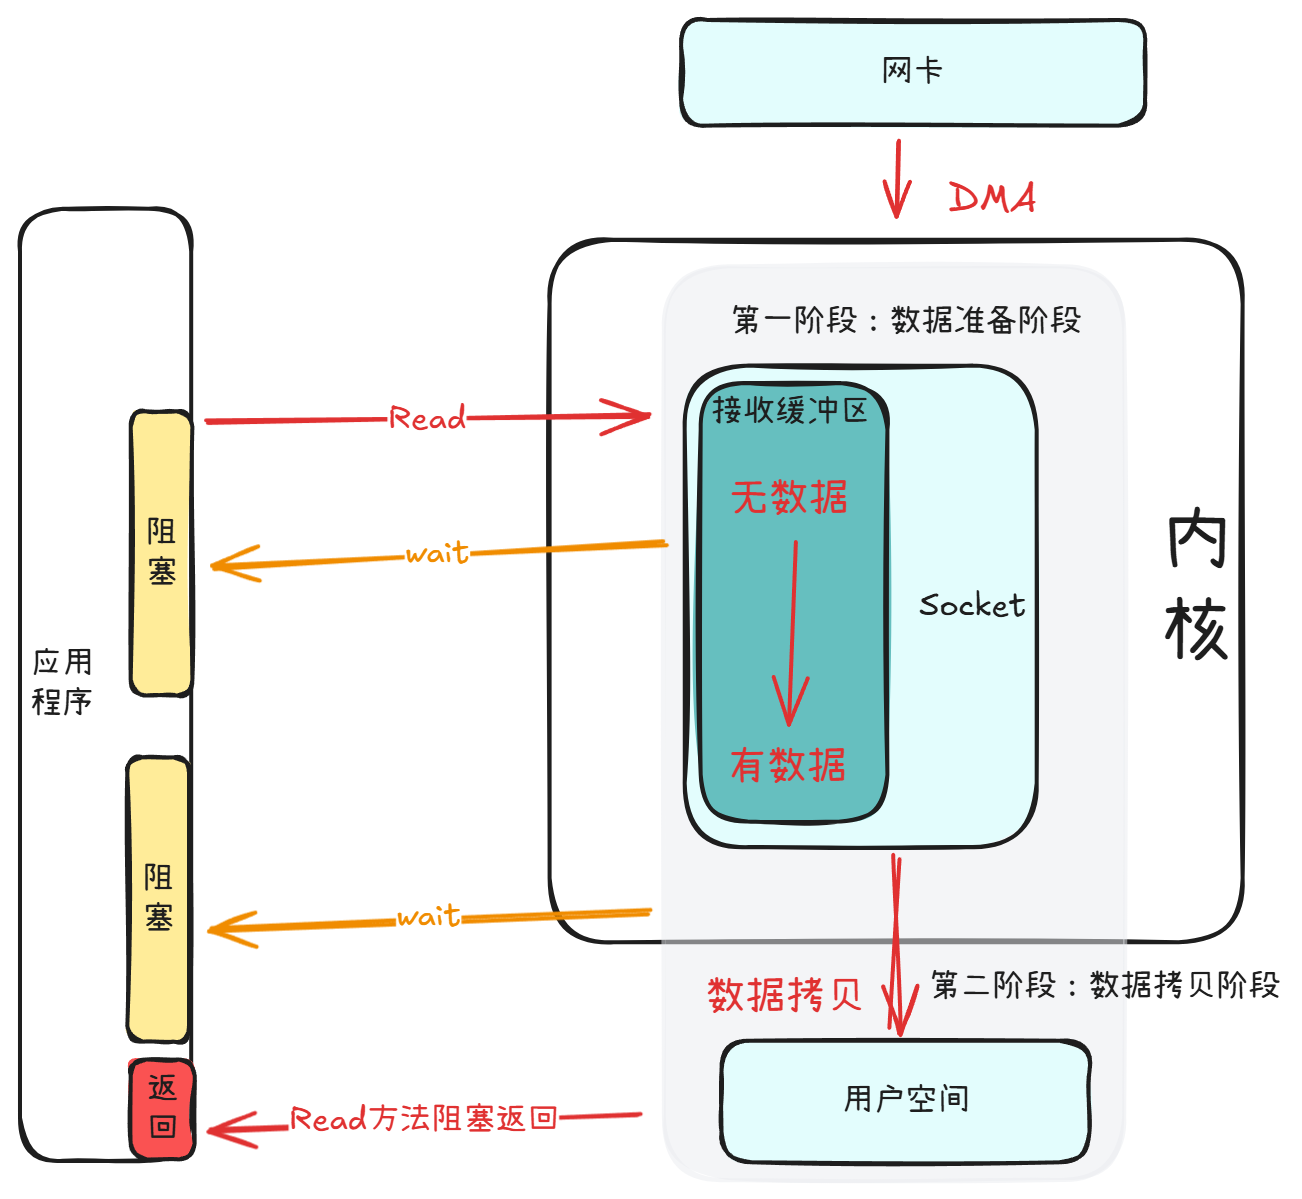 网卡
DMA
第一阶段：数据准备阶段
接收缓冲区
Read
无数据
阻
塞
wait
内
核
Socket
应用
程序
有数据
阻
塞
wait
数据拷贝
第二阶段：数据拷贝阶段
返
回
用户空间
Read方法阻塞返回